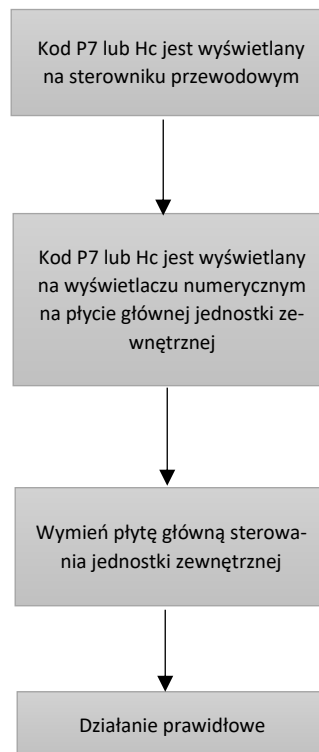 Kod P7 lub Hc jest wyświetlany
na sterowniku przewodowym
Kod P7 lub Hc jest wyświetlany
na wyświetlaczu numerycznym
na płycie głównej jednostki ze-
wnętrznej
Wymień płytę główną sterowa-
nia jednostki zewnętrznej
Działanie prawidłowe